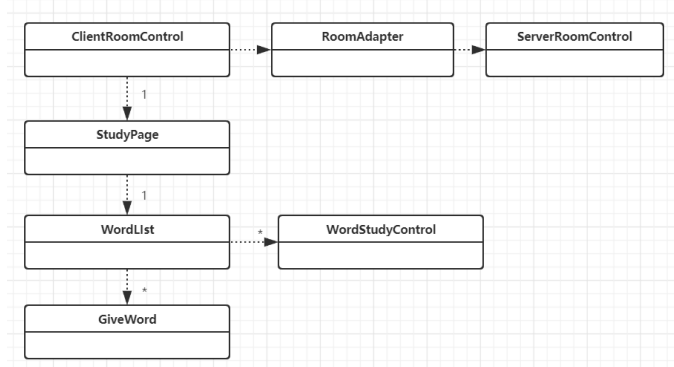 ClientRoomControl RoomAdapter ServerRoomControl
1
StudyPage
1
WordLIst * WordStudyControl
*
GiveWord